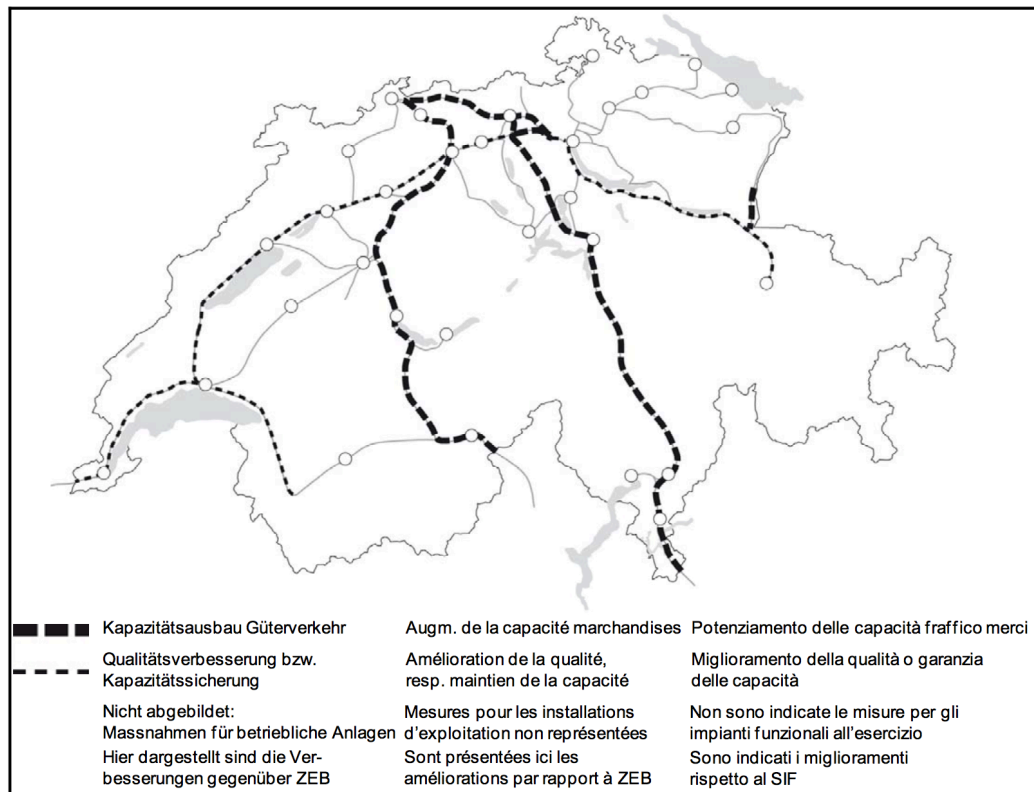 Kapazitätsausbau Güterverkehr
Augm. de la capacité marchandises
Potenziamento delle capacità fraffico merci
Qualitätsverbesserung bzw.
Kapazitätssicherung
Amélioration de la qualité,
resp. maintien de la capacité
Miglioramento della qualità o garanzia
delle capacità
Nicht abgebildet:
Massnahmen für betriebliche Anlagen
Mesures pour les installations
d'exploitation non représentées
Non sono indicate le misure per gli
impianti funzionali all'esercizio
Hier dargestellt sind die Ver-
besserungen gegenüber ZEB
Sont présentées ici les
améliorations par rapport à ZEB
Sono indicati i miglioramenti
rispetto al SIF